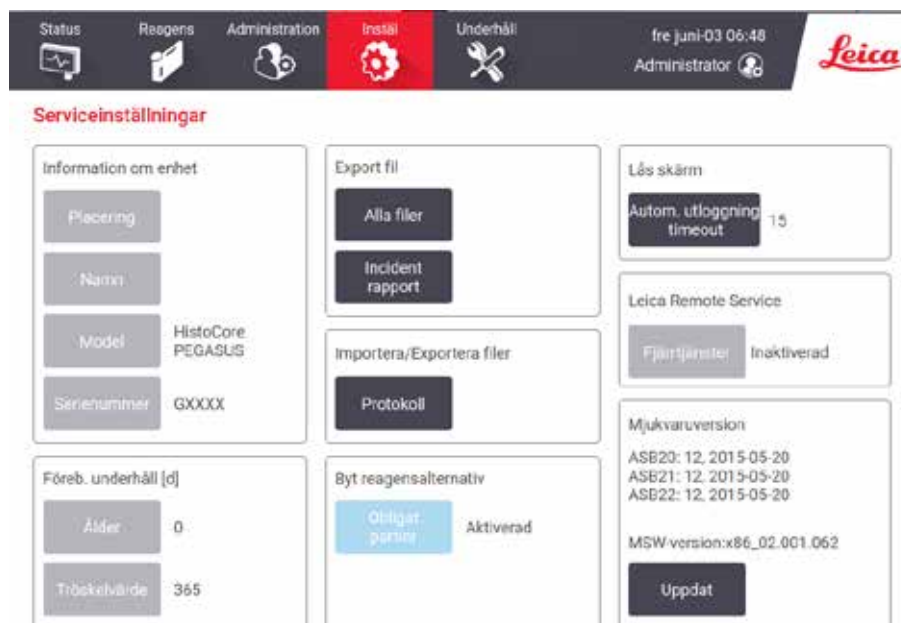 Status
Reagens
Administration
Instäl
Underhåll
fre juni-03 06:48
Administrator
Leica
Serviceinställningar
Information om enhet
Placering
Namn
Model
HistoCore
PEGASUS
Serienummer
GXXXX
Föreb. underhåll [d]
Ålder
0
Tröskelvärde
365
Export fil
Alla filer
Incident
rapport
Importera/Exportera filer
Protokoll
Byt reagensalternativ
Obligat
partinr
Aktiverad
Lås skärm
Autom. utloggning
timeout
15
Leica Remote Service
Fjärrtjänster
Inaktiverad
Mjukvaruversion
ASB20: 12, 2015-05-20
ASB21: 12, 2015-05-20
ASB22: 12, 2015-05-20
MSW-version:x86_02.001.062
Uppdat